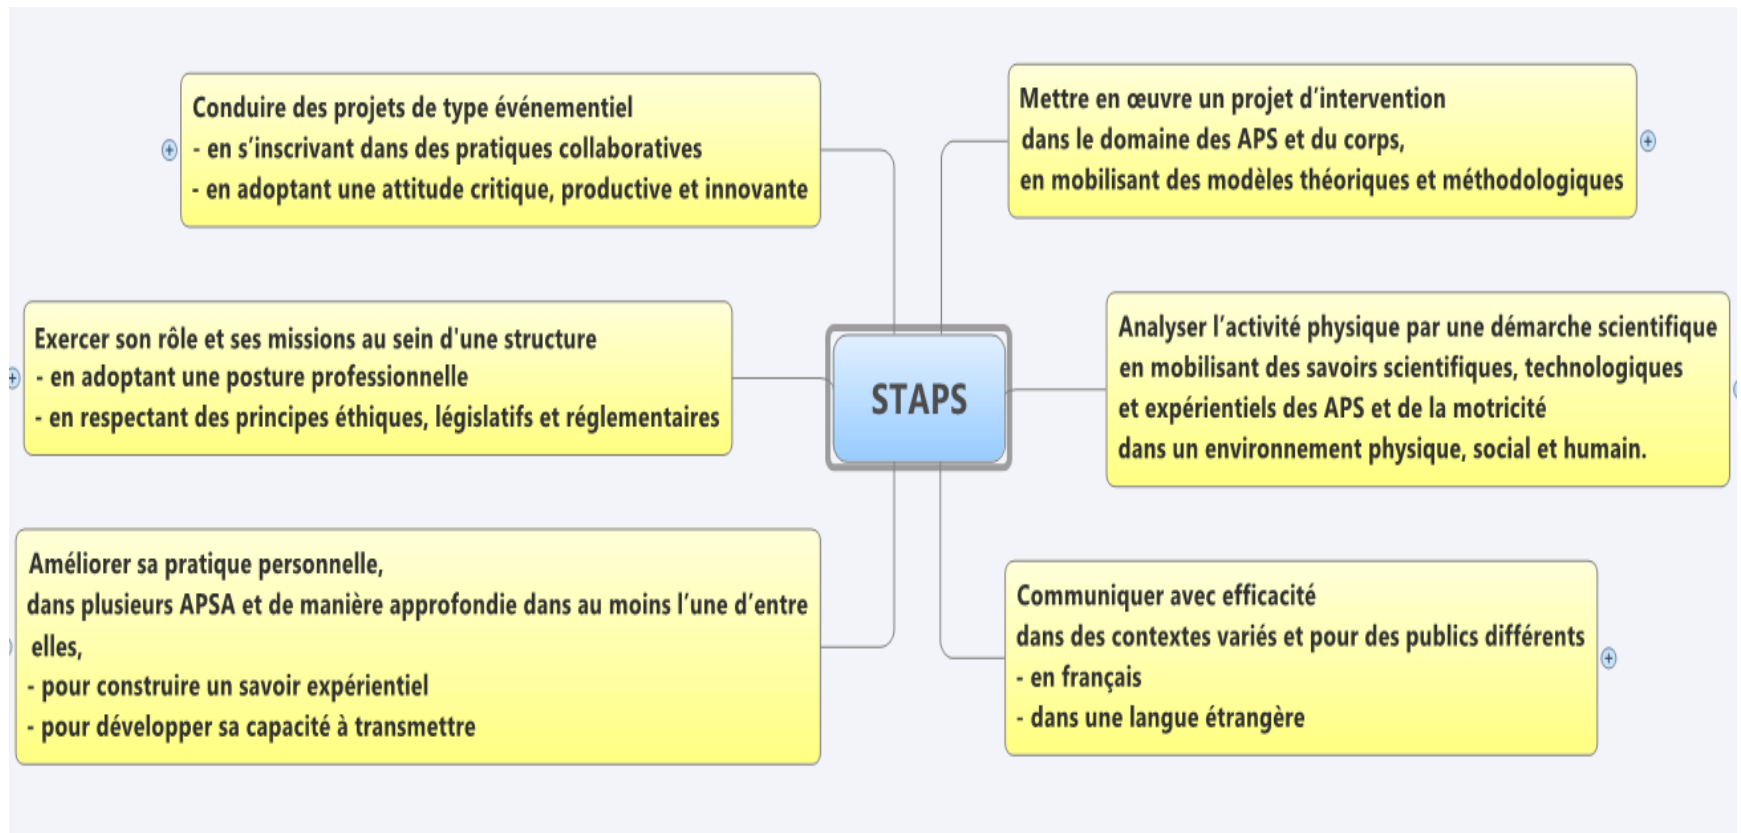 Conduire des projets de type événementiel
- en s’inscrivant dans des pratiques collaboratives
- en adoptant une attitude critique, productive et innovante
Mettre en œuvre un projet d’intervention
dans le domaine des APS et du corps,
en mobilisant des modèles théoriques et méthodologiques
Exercer son rôle et ses missions au sein d'une structure
- en adoptant une posture professionnelle
- en respectant des principes éthiques, législatifs et réglementaires
STAPS
Analyser l’activité physique par une démarche scientifique
en mobilisant des savoirs scientifiques, technologiques
et expérientiels des APS et de la motricité
dans un environnement physique, social et humain.
Améliorer sa pratique personnelle,
dans plusieurs APSA et de manière approfondie dans au moins l’une d’entre
elles,
- pour construire un savoir expérientiel
- pour développer sa capacité à transmettre
Communiquer avec efficacité
dans des contextes variés et pour des publics différents
- en français
- dans une langue étrangère